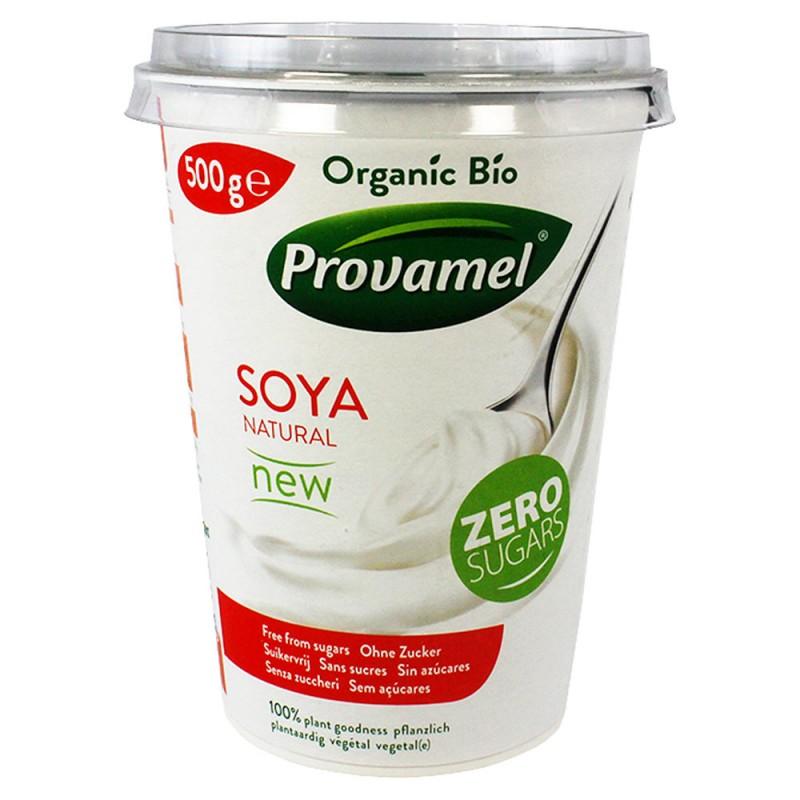 500g e
Organic Bio
Provamel®
SOYA
NATURAL
new
ZERO
SUGARS
Free from sugars Ohne Zucker
Suikervrij Sans sucres Sin azúcares
Senza zuccheri Sem açúcares
100% plant goodness pflanzlich
plantaardig végétal vegetal(e)